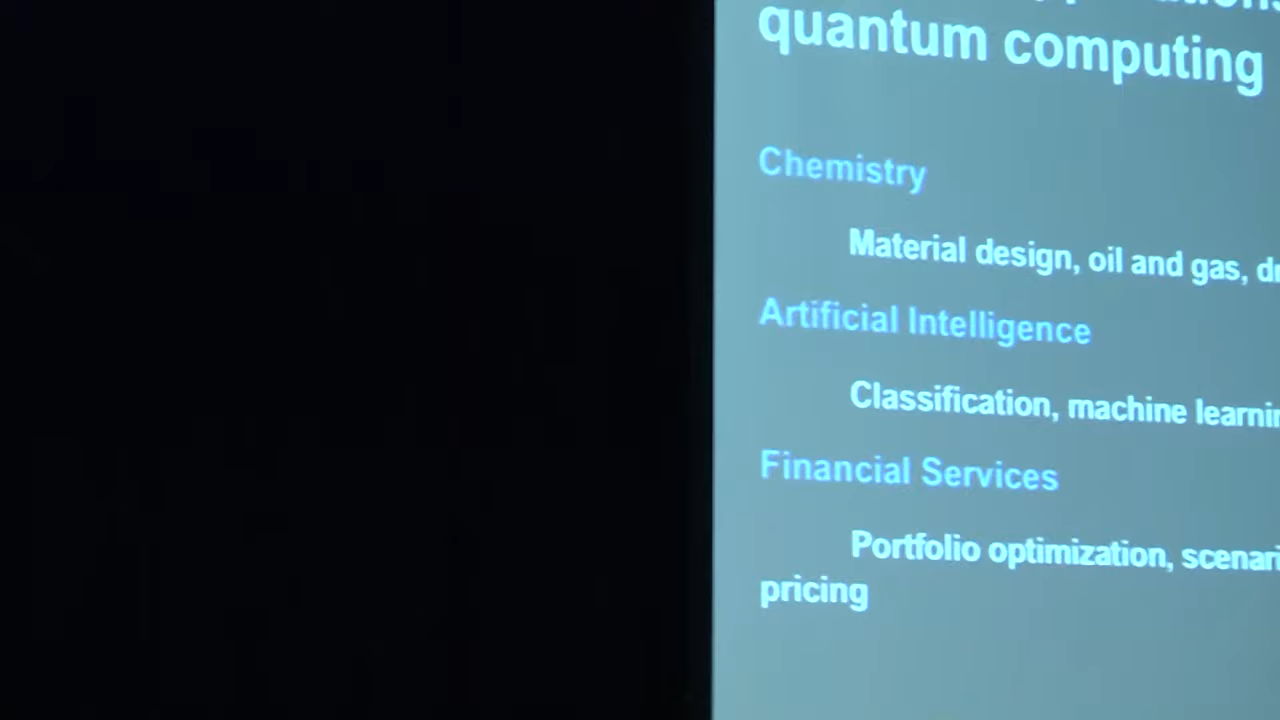 quantum computing
Chemistry
Material design, oil and gas,
Artificial Intelligence
Classification, machine
Financial Services
Portfolio optimization,
pricing